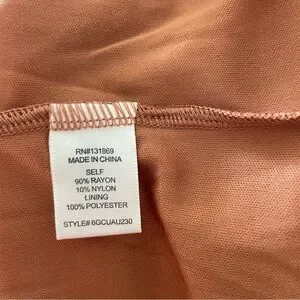 RN#131869
MADE IN CHINA
SELF
90% RAYON
10% NYLON
LINING
100% POLYESTER
STYLE# 6GCUAU230